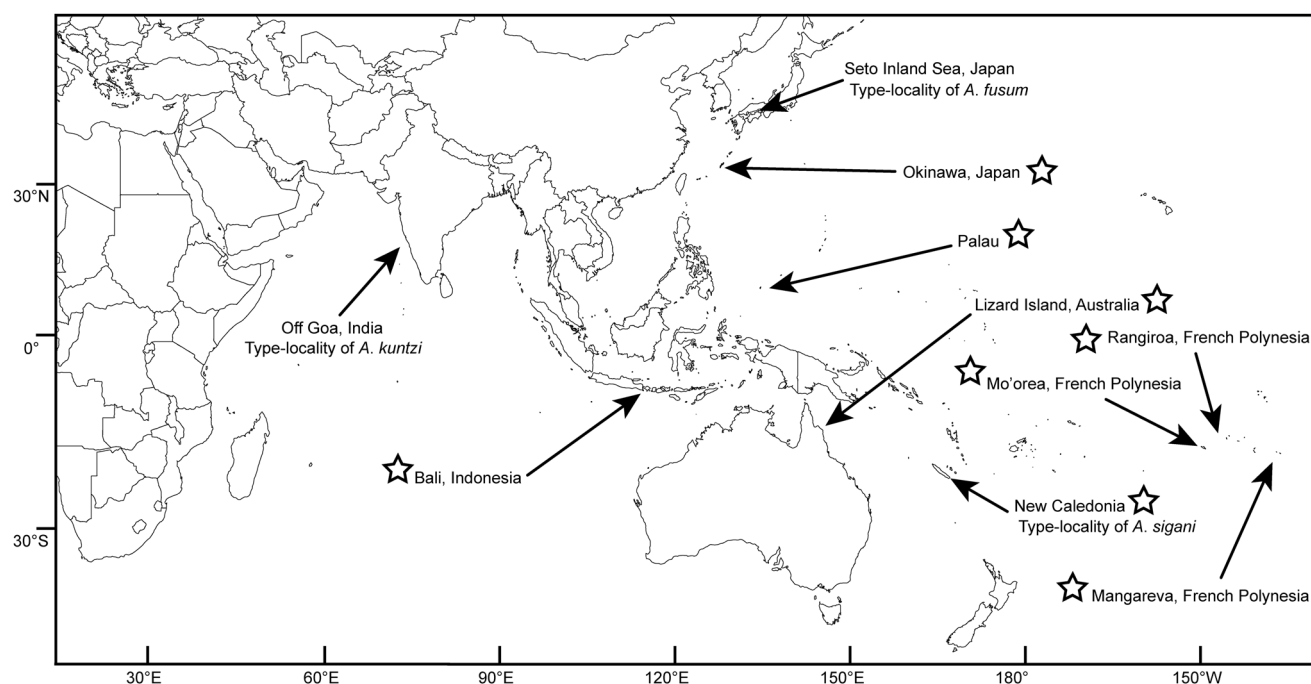 Seto Inland Sea, Japan
Type-locality of A. fusum
Okinawa, Japan
30°N
Palau
Lizard Island, Australia
Off Goa, India
Type-locality of A. kuntzi
Rangiroa, French Polynesia
0°
Mo'orea, French Polynesia
Bali, Indonesia
New Caledonia
Type-locality of A. sigani
30°S
Mangareva, French Polynesia
30°E
60°E
90°E
120°E
150°E
180°
150°W